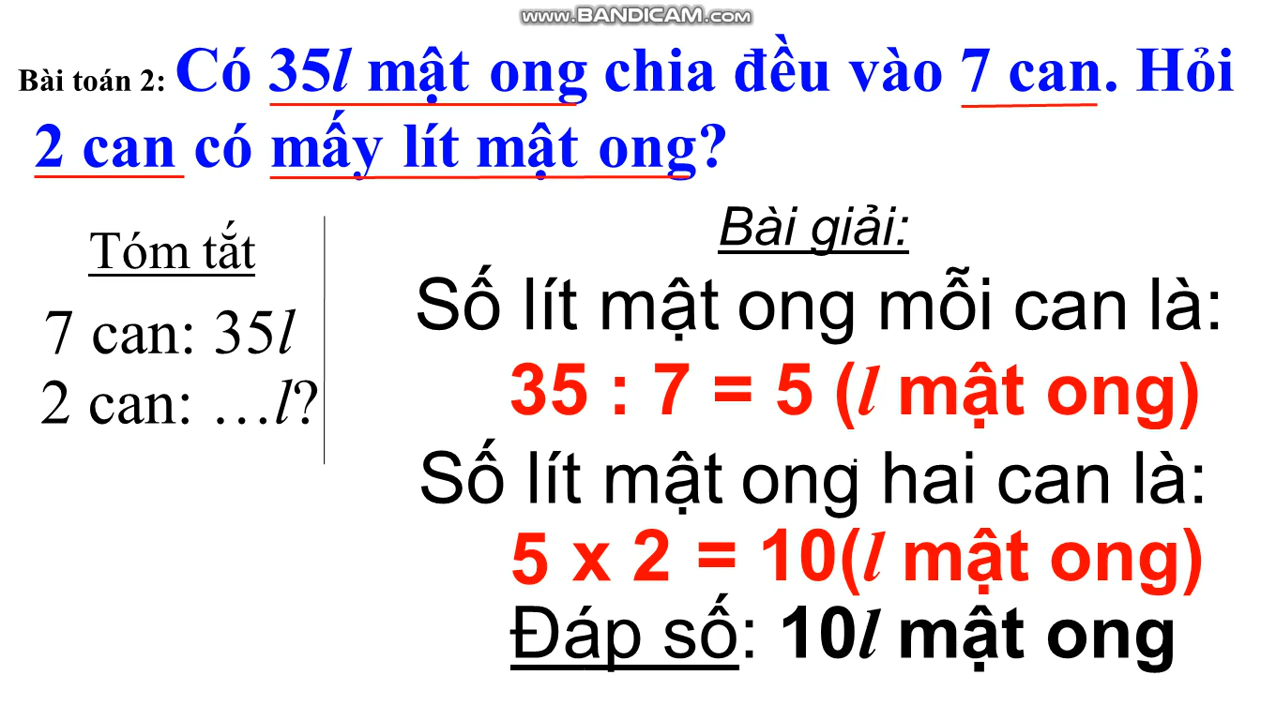 www.BANDICAM.com
Bài toán 2: Có 35l mật ong chia đều vào 7 can. Hỏi
2 can có mấy lít mật ong?
Tóm tắt
7 can: 35l
2 can: …l?
Bài giải:
Số lít mật ong mỗi can là:
35 : 7 = 5 (l mật ong)
Số lít mật ong hai can là:
5 x 2 = 10(l mật ong)
Đáp số: 10l mật ong